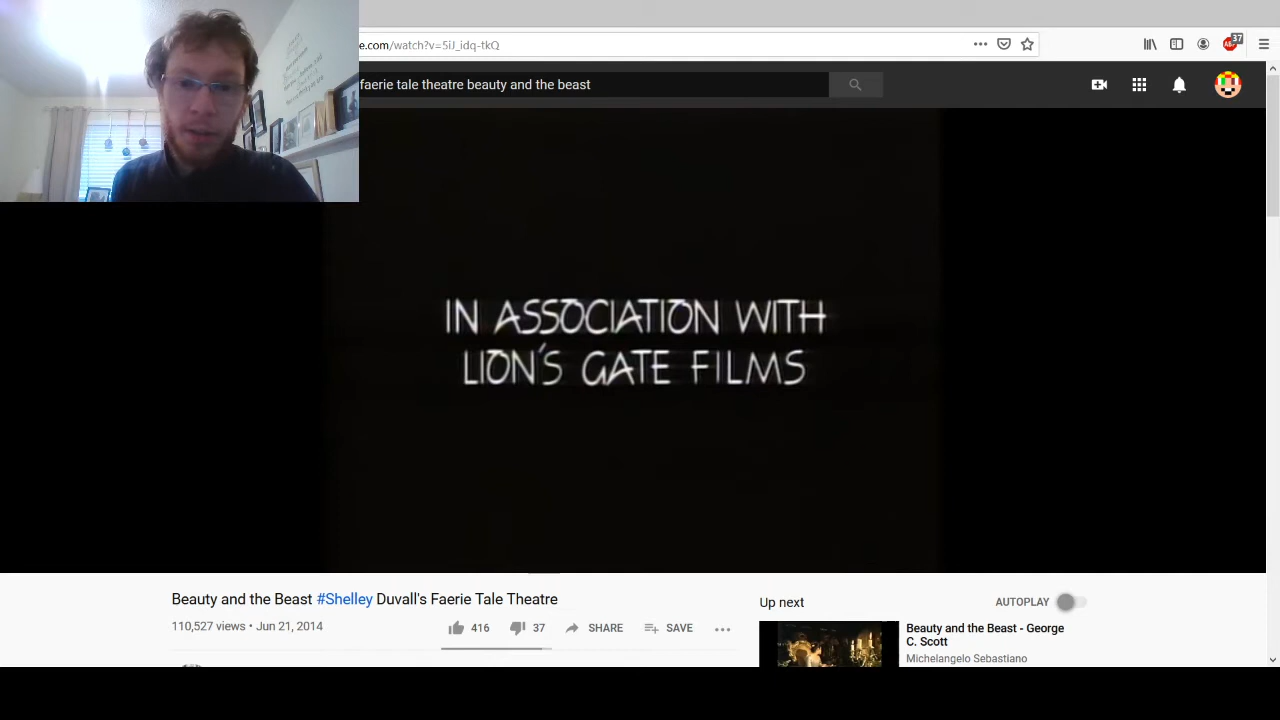 e.com/watch?v=5iJ_idq-tkQ
37
faerie tale theatre beauty and the beast
IN ASSOCIATION WITH
LION'S GATE FILMS
Beauty and the Beast #Shelley Duvall's Faerie Tale Theatre
110,527 views • Jun 21, 2014
416
37
SHARE
SAVE
Up next
AUTOPLAY
Beauty and the Beast - George
C. Scott
Michelangelo Sebastiano